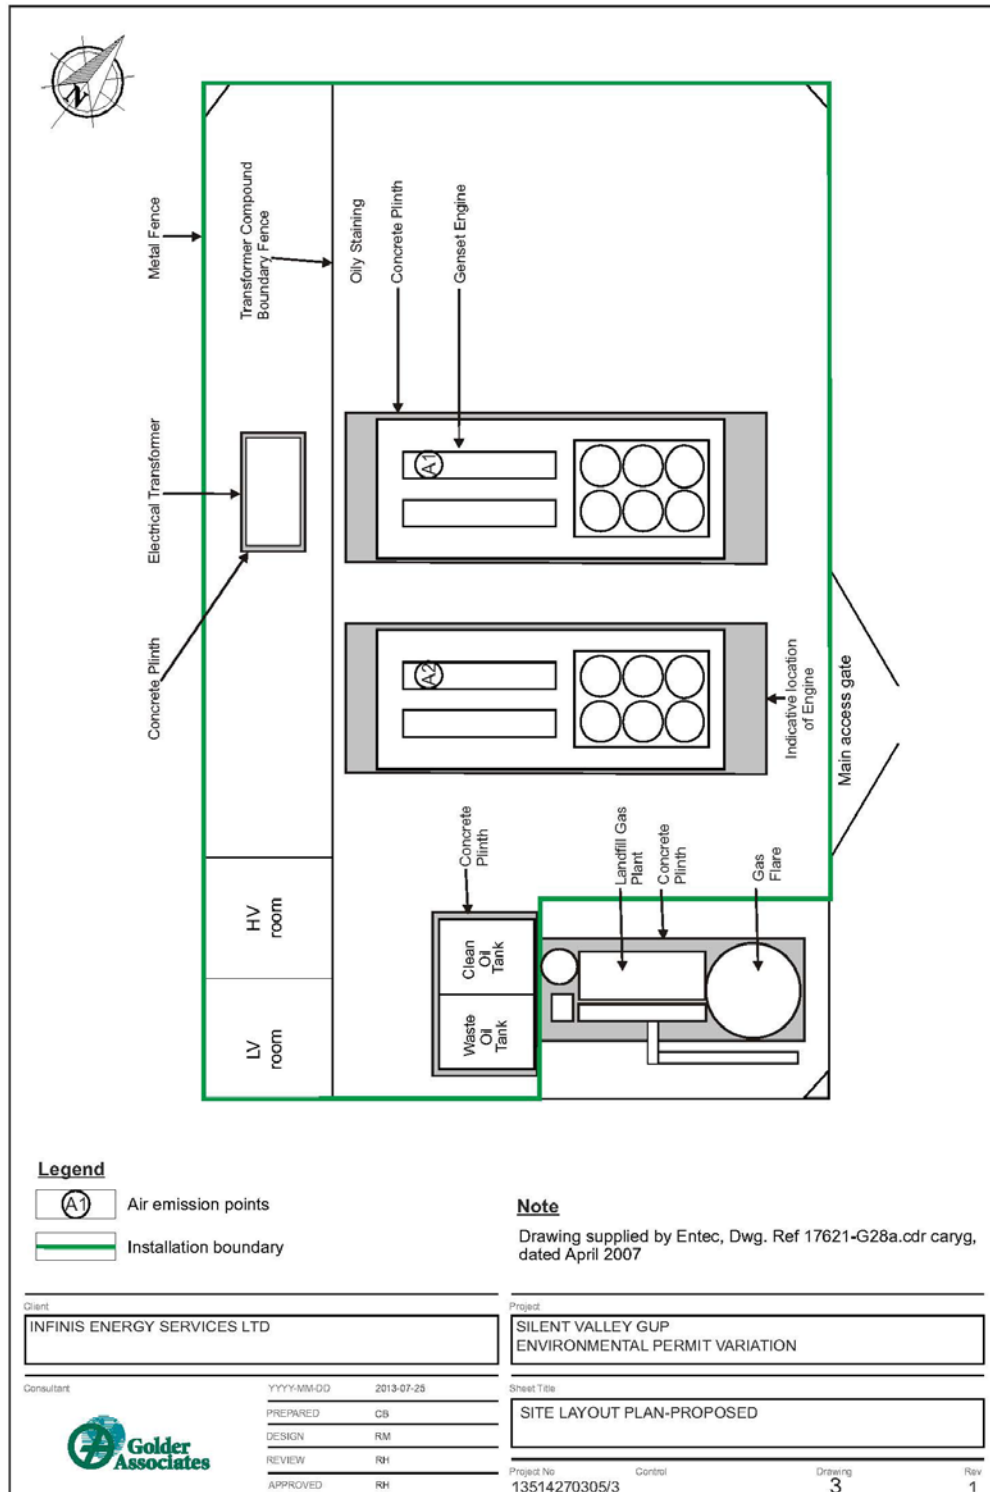 N
Metal Fence
Transformer Compound
Boundary Fence
Oily Staining
Concrete Plinth
Genset Engine
Electrical Transformer
A1
Concrete Plinth
A2
Indicative location
of Engine
Main access gate
HV
room
LV
room
Concrete
Plinth
Clean
Oil
Tank
Waste
Oil
Tank
Landfill Gas
Plant
Concrete
Plinth
Gas
Flare
Legend
A1
Air emission points
Installation boundary
Note
Drawing supplied by Entec, Dwg. Ref 17621-G28a.cdr caryg,
dated April 2007
Client
INFINIS ENERGY SERVICES LTD
Project
SILENT VALLEY GUP
ENVIRONMENTAL PERMIT VARIATION
Consultant
Golder
Associates
YYYY-MM-DD 2013-07-25
PREPARED CB
DESIGN RM
REVIEW RH
APPROVED RH
Sheet Title
SITE LAYOUT PLAN-PROPOSED
Project No Control Drawing Rev
13514270305/3 3 1